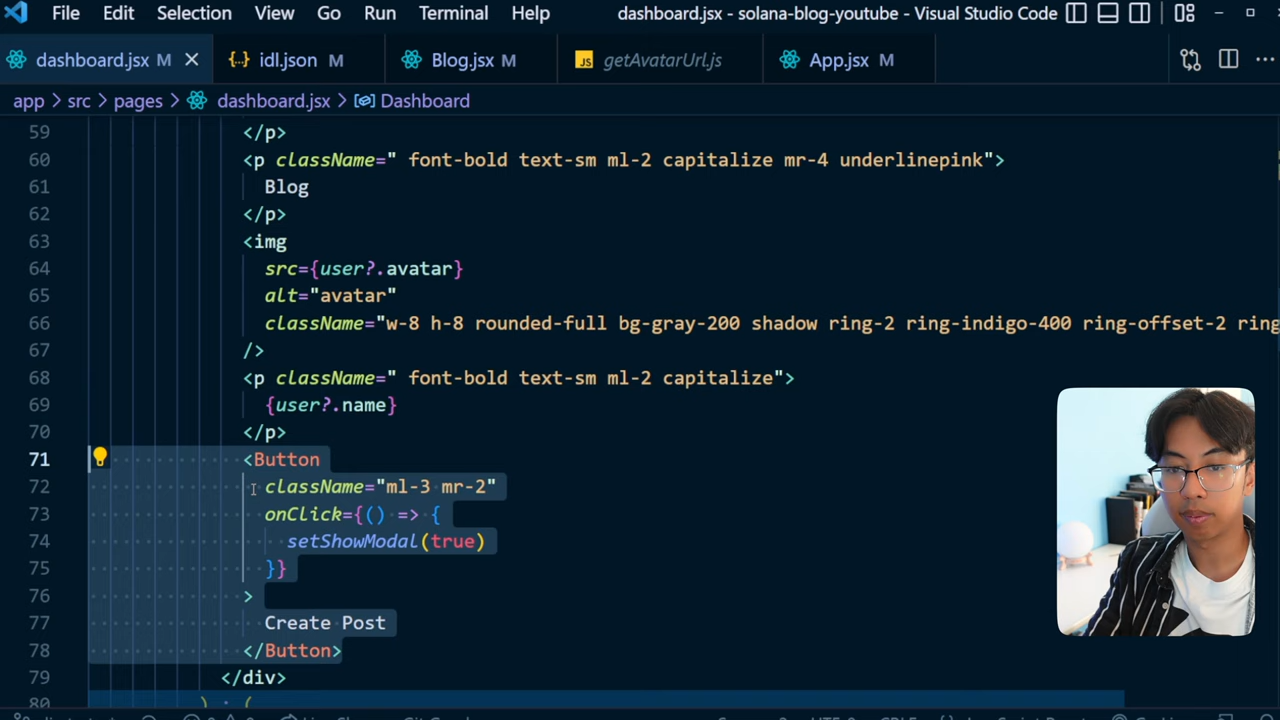 File Edit Selection View Go Run Terminal Help dashboard.jsx - solana-blog-youtube - Visual Studio Code
dashboard.jsx M idl.json M Blog.jsx M JS getAvatarUrl.js App.jsx M
app > src > pages > dashboard.jsx > Dashboard
59 </p>
60 <p className=" font-bold text-sm ml-2 capitalize mr-4 underlinepink">
61 Blog
62 </p>
63 <img
64 src={user?.avatar}
65 alt="avatar"
66 className="w-8 h-8 rounded-full bg-gray-200 shadow ring-2 ring-indigo-400 ring-offset-2 ring
67 />
68 <p className=" font-bold text-sm ml-2 capitalize">
69 {user?.name}
70 </p>
71 <Button
72 className="ml-3 mr-2"
73 onClick={() => {
74 setShowModal(true)
75 }}
76 >
77 Create Post
78 </Button>
79 </div>
80 ) : (